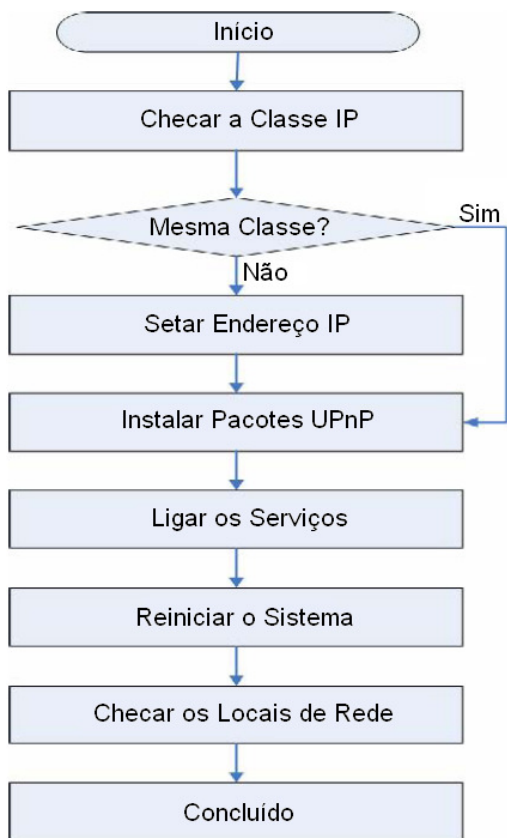 Início
Checar a Classe IP
Mesma Classe?
Sim
Não
Setar Endereço IP
Instalar Pacotes UPnP
Ligar os Serviços
Reiniciar o Sistema
Checar os Locais de Rede
Concluído